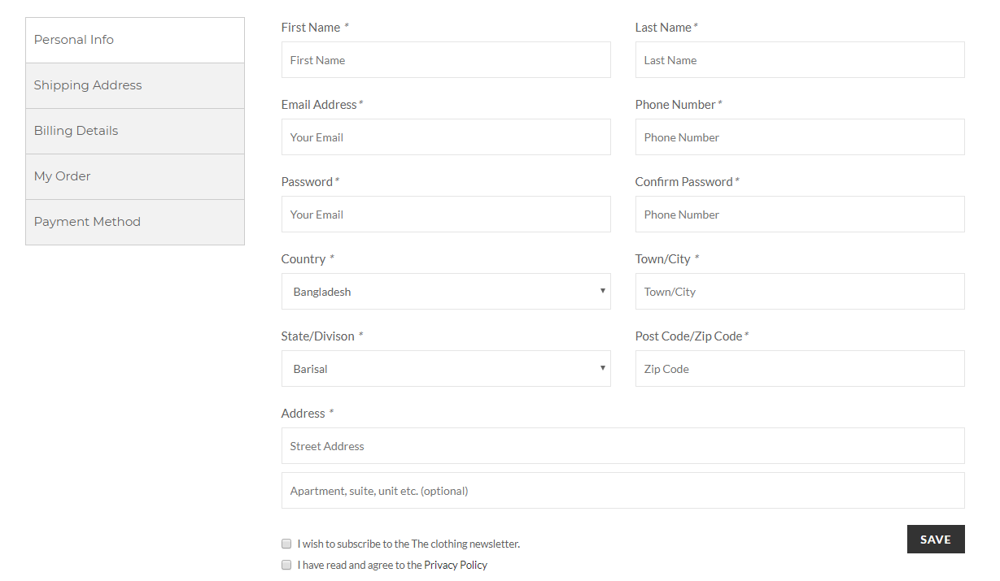 Personal Info
Shipping Address
Billing Details
My Order
Payment Method
First Name *
Last Name*
First Name
Last Name
Email Address*
Phone Number*
Your Email
Phone Number
Password*
Confirm Password*
Your Email
Phone Number
Country *
Town/City *
Bangladesh
Town/City
State/Divison *
Post Code/Zip Code*
Barisal
Zip Code
Address *
Street Address
Apartment, suite, unit etc. (optional)
I wish to subscribe to the The clothing newsletter.
SAVE
I have read and agree to the Privacy Policy